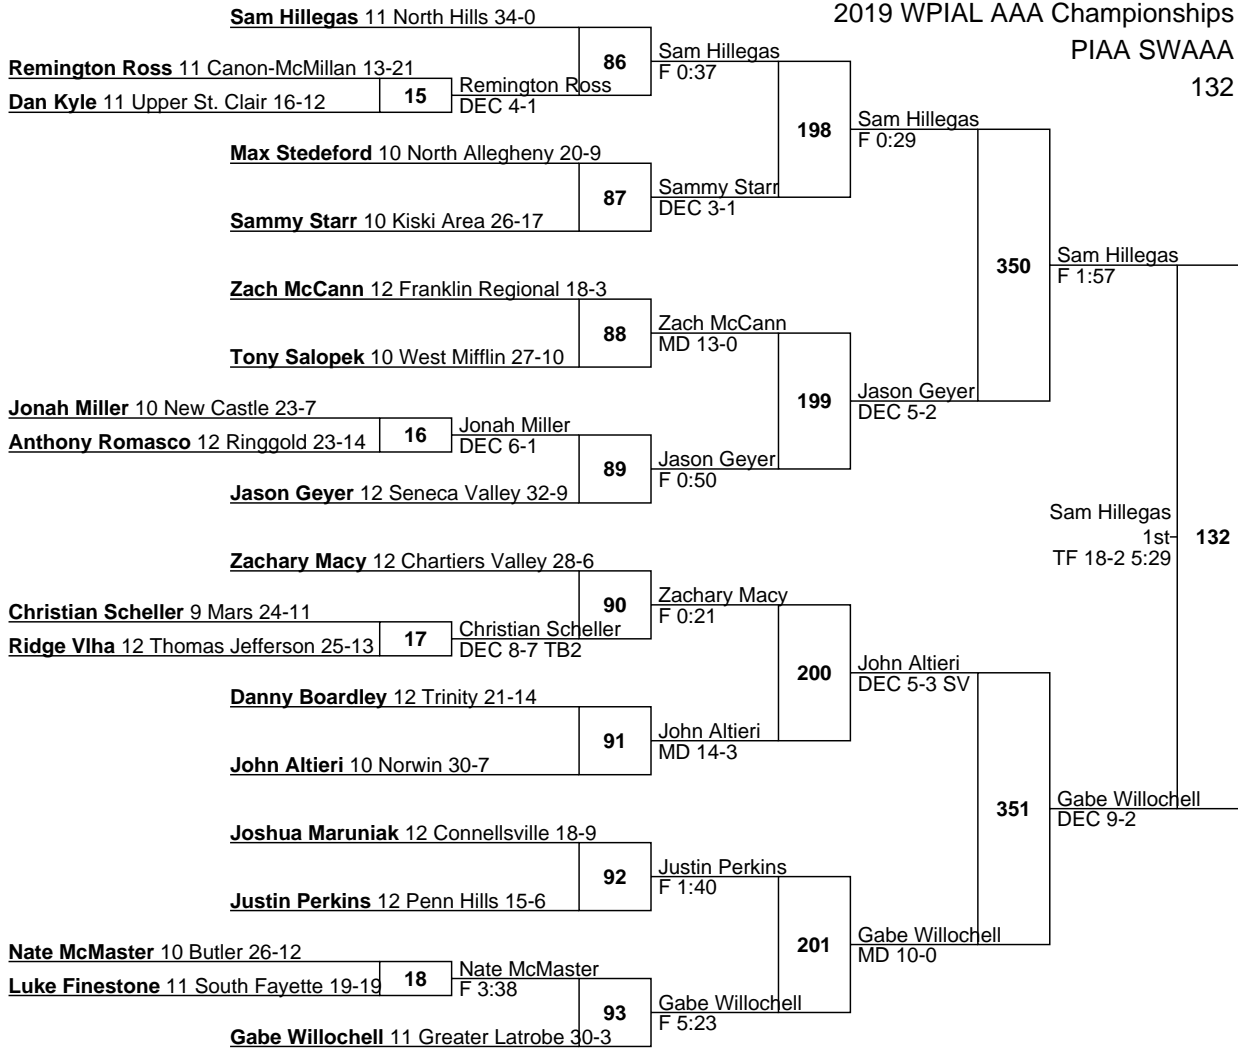 2019 WPIAL AAA Championships
PIAA SWAAA
132
Sam Hillegas 11 North Hills 34-0
86
Sam Hillegas
F 0:37
Remington Ross 11 Canon-McMillan 13-21
15
Remington Ross
DEC 4-1
Dan Kyle 11 Upper St. Clair 16-12
198
Sam Hillegas
F 0:29
Max Stedeford 10 North Allegheny 20-9
87
Sammy Starr
DEC 3-1
Sammy Starr 10 Kiski Area 26-17
350
Sam Hillegas
F 1:57
Zach McCann 12 Franklin Regional 18-3
88
Zach McCann
MD 13-0
Tony Salopek 10 West Mifflin 27-10
199
Jason Geyer
DEC 5-2
Jonah Miller 10 New Castle 23-7
16
Jonah Miller
DEC 6-1
Anthony Romasco 12 Ringgold 23-14
89
Jason Geyer
F 0:50
Jason Geyer 12 Seneca Valley 32-9
Sam Hillegas
1st
TF 18-2 5:29
132
Zachary Macy 12 Chartiers Valley 28-6
90
Zachary Macy
F 0:21
Christian Scheller 9 Mars 24-11
17
Christian Scheller
DEC 8-7 TB2
Ridge Vlha 12 Thomas Jefferson 25-13
200
John Altieri
DEC 5-3 SV
Danny Boardley 12 Trinity 21-14
91
John Altieri
MD 14-3
John Altieri 10 Norwin 30-7
351
Gabe Willochell
DEC 9-2
Joshua Maruniak 12 Connellsville 18-9
92
Justin Perkins
F 1:40
Justin Perkins 12 Penn Hills 15-6
201
Gabe Willochell
MD 10-0
Nate McMaster 10 Butler 26-12
18
Nate McMaster
F 3:38
Luke Finestone 11 South Fayette 19-19
93
Gabe Willochell
F 5:23
Gabe Willochell 11 Greater Latrobe 30-3